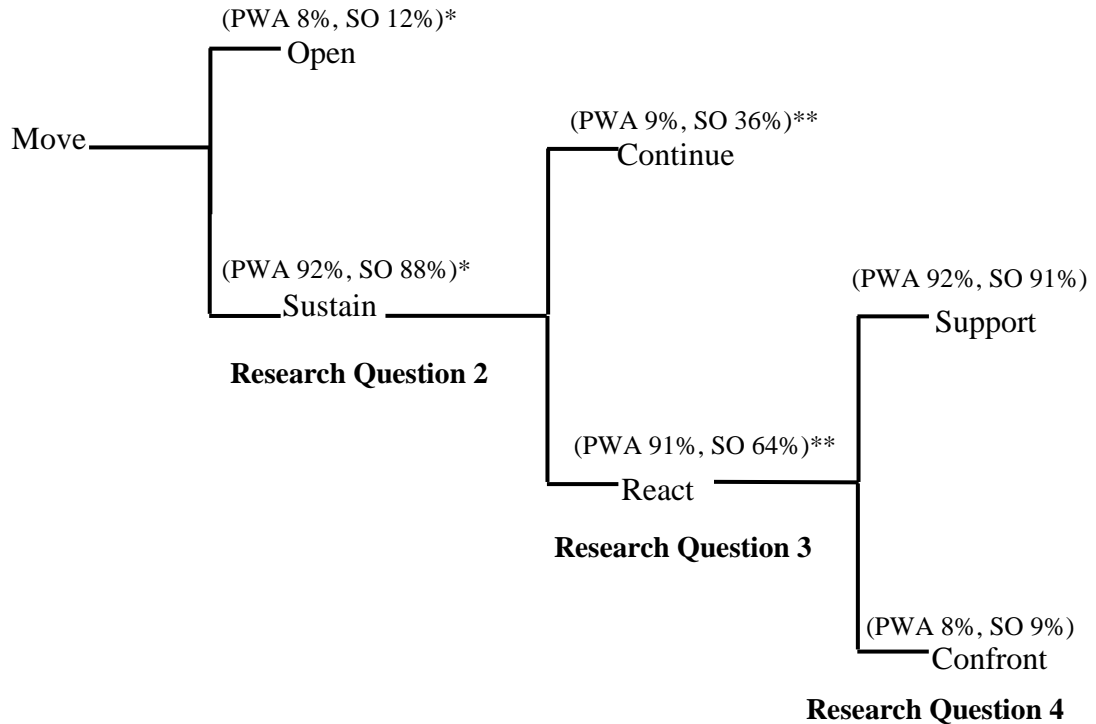 (PWA 8%, SO 12%)*
Open
(PWA 9%, SO 36%)**
Move
Continue
(PWA 92%, SO 88%)*
Sustain
(PWA 92%, SO 91%)
Support
Research Question 2
(PWA 91%, SO 64%)**
React
Research Question 3
(PWA 8%, SO 9%)
Confront
Research Question 4